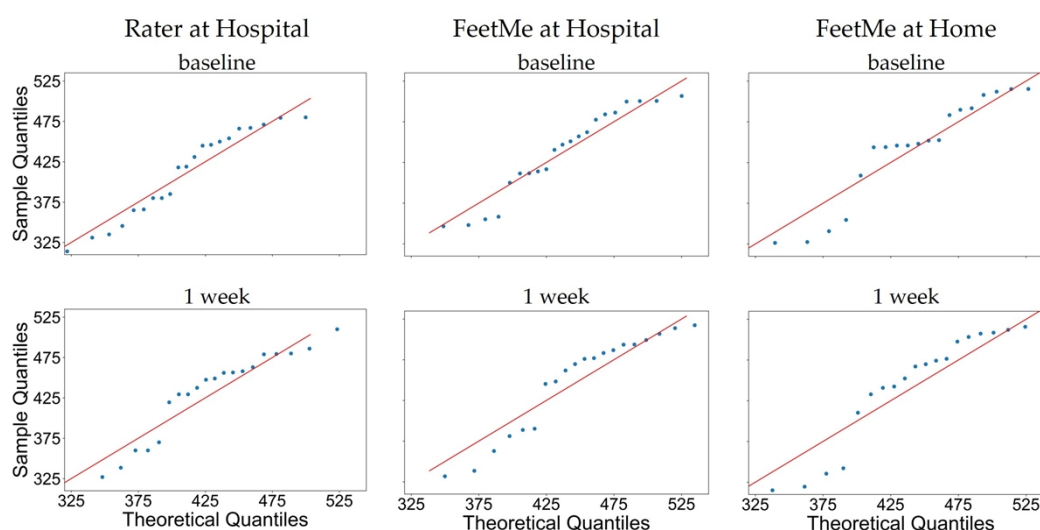 Rater at Hospital FeetMe at Hospital FeetMe at Home
baseline baseline baseline
Sample Quantiles
525
475
425
375
325
1 week 1 week 1 week
Sample Quantiles
525
475
425
375
325
325 375 425 475 525 325 375 425 475 525 325 375 425 475 525
Theoretical Quantiles Theoretical Quantiles Theoretical Quantiles